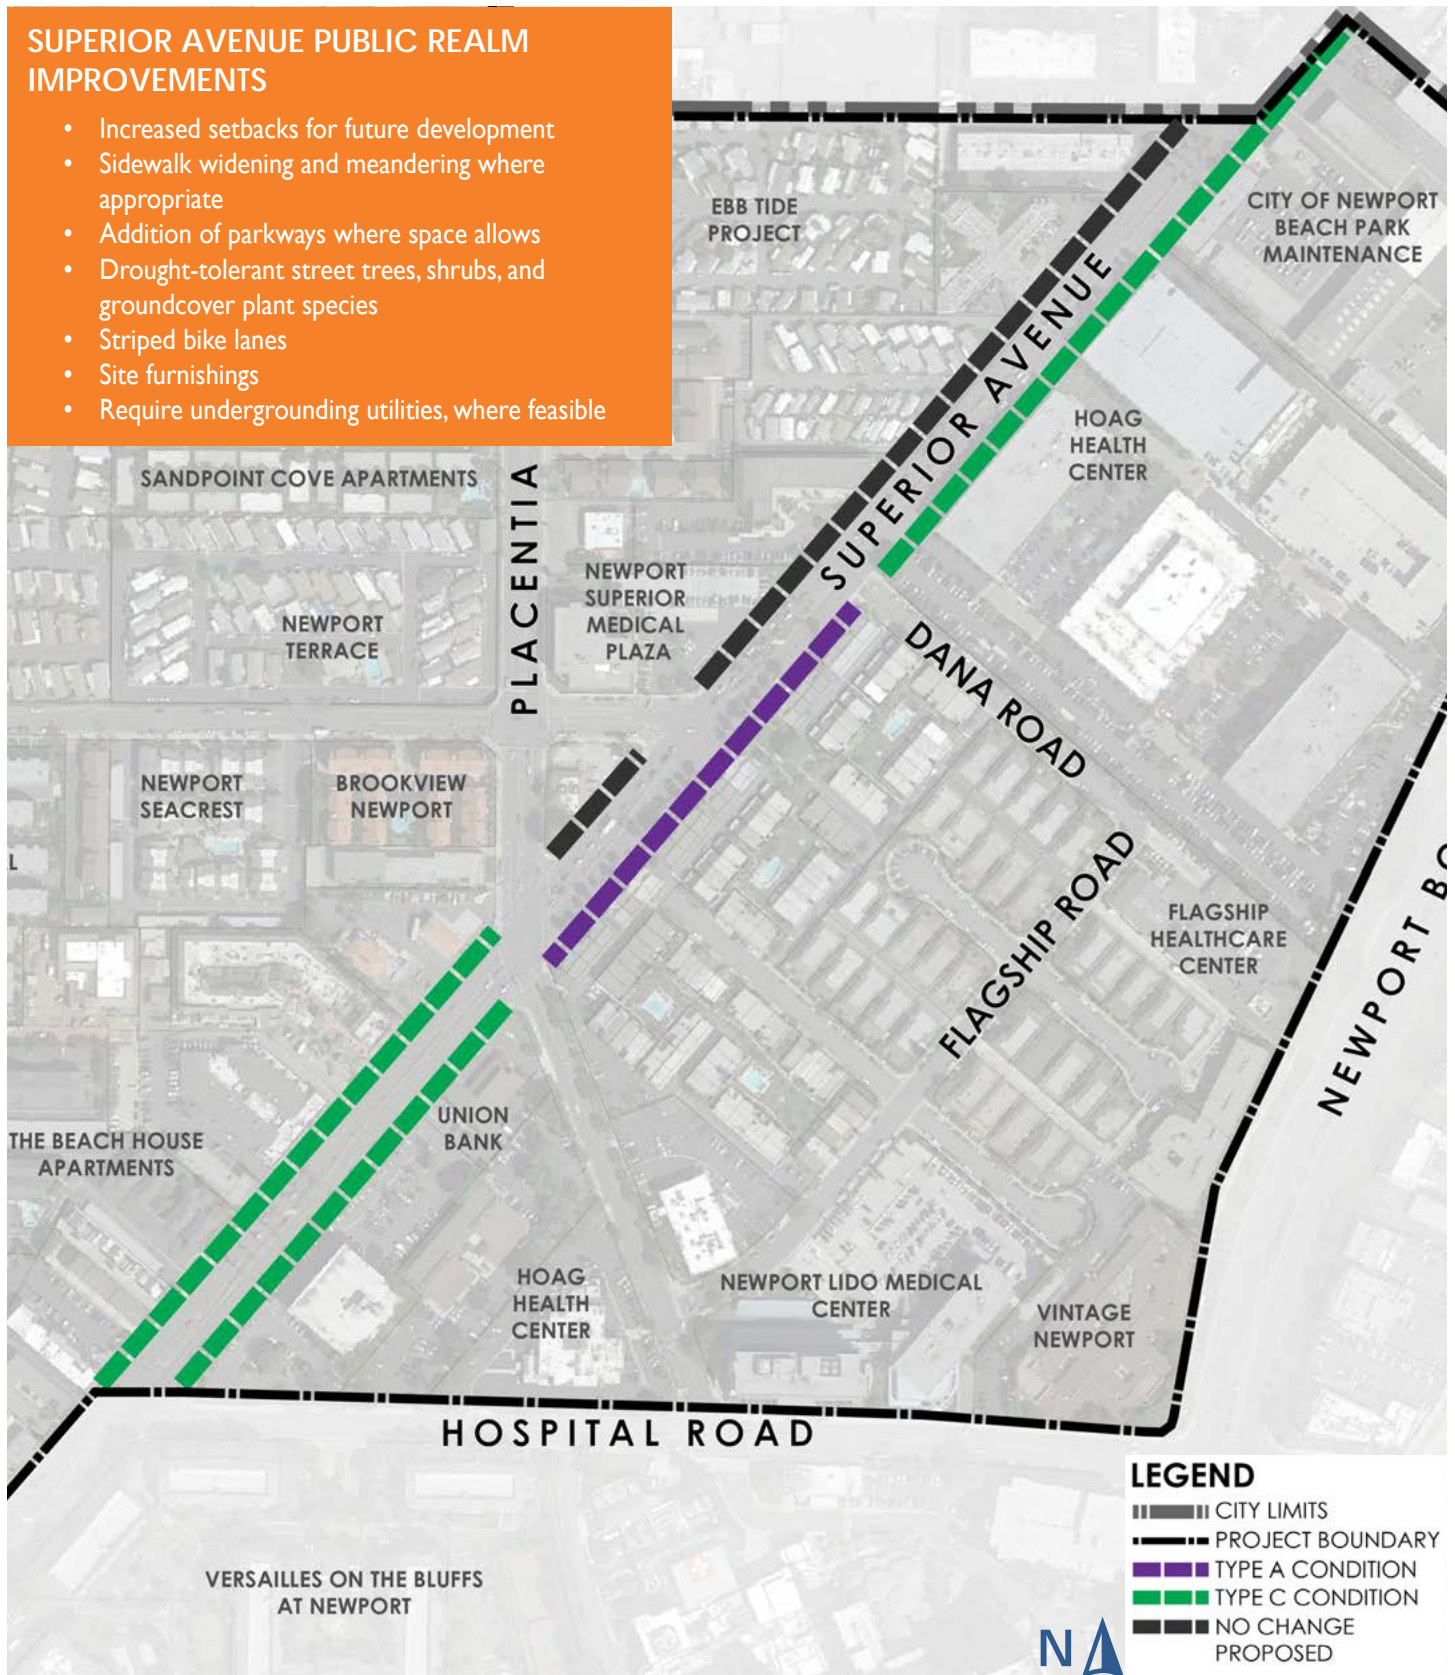 SUPERIOR AVENUE PUBLIC REALM
IMPROVEMENTS
• Increased setbacks for future development
• Sidewalk widening and meandering where
appropriate
• Addition of parkways where space allows
• Drought-tolerant street trees, shrubs, and
groundcover plant species
• Striped bike lanes
• Site furnishings
• Require undergrounding utilities, where feasible
EBB TIDE
PROJECT
CITY OF NEWPORT
BEACH PARK
MAINTENANCE
SUPERIOR AVENUE
HOAG
HEALTH
CENTER
SANDPOINT COVE APARTMENTS
PLACENTIA
NEWPORT
SUPERIOR
MEDICAL
PLAZA
NEWPORT
TERRACE
DANA ROAD
NEWPORT
SEACREST
BROOKVIEW
NEWPORT
L
FLAGSHIP ROAD
FLAGSHIP
HEALTHCARE
CENTER
NEWPORT BO
UNION
BANK
THE BEACH HOUSE
APARTMENTS
HOAG
HEALTH
CENTER
NEWPORT LIDO MEDICAL
CENTER
VINTAGE
NEWPORT
HOSPITAL ROAD
VERSAILLES ON THE BLUFFS
AT NEWPORT
N
LEGEND
CITY LIMITS
PROJECT BOUNDARY
TYPE A CONDITION
TYPE C CONDITION
NO CHANGE
PROPOSED